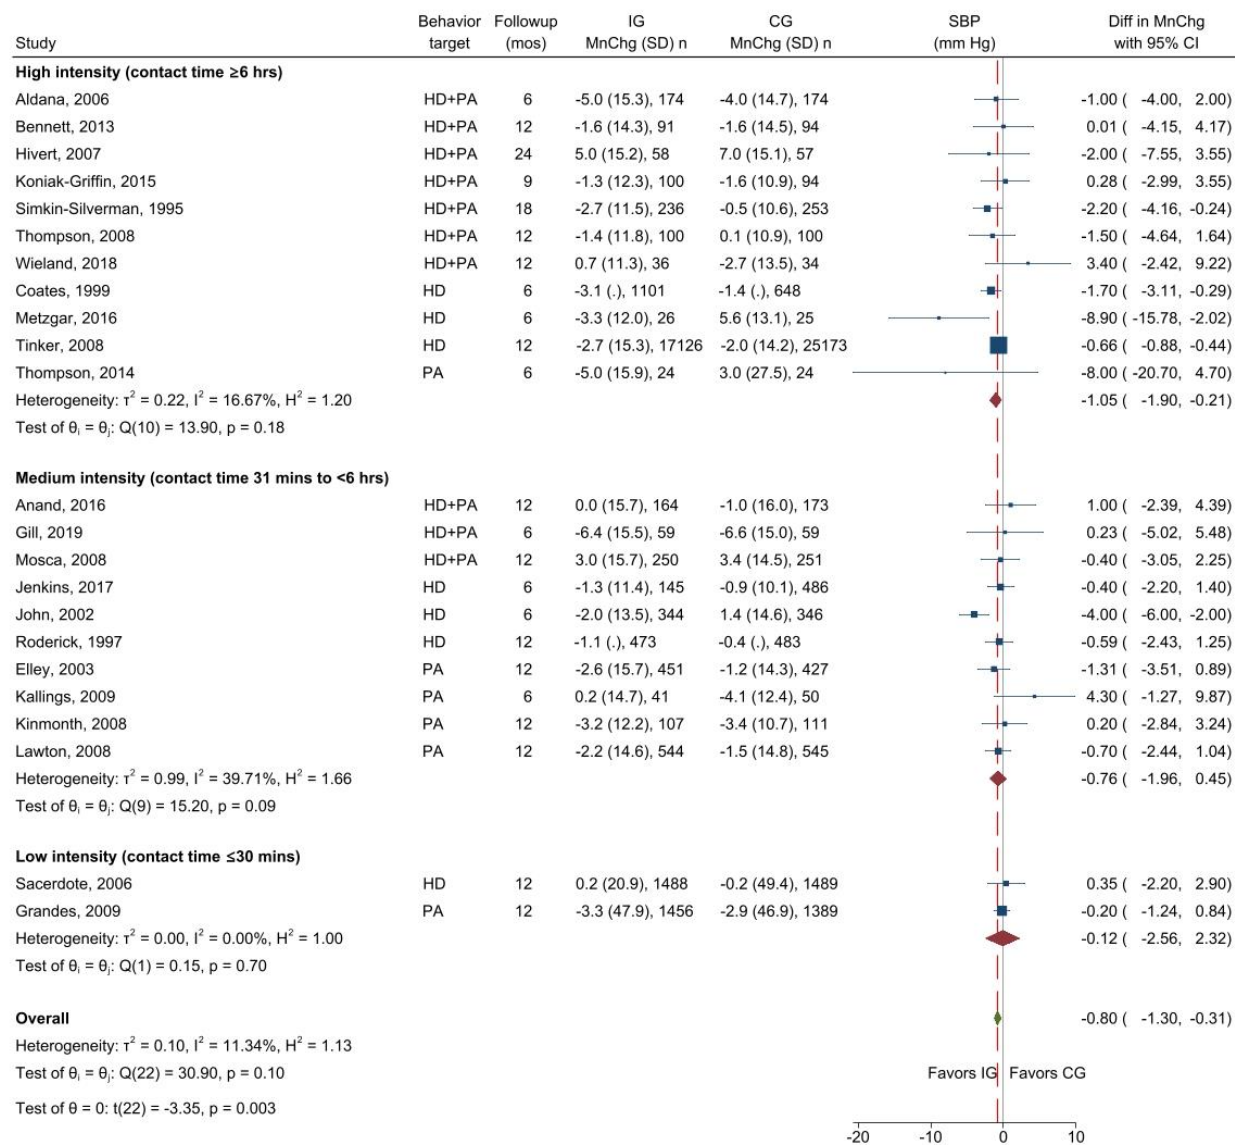 Behavior Followup IG CG SBP Diff in MnChg
Study target (mos) MnChg (SD) n MnChg (SD) n (mm Hg) with 95% CI
High intensity (contact time ≥6 hrs)
Aldana, 2006 HD+PA 6 -5.0 (15.3), 174 -4.0 (14.7), 174 -1.00 ( -4.00, 2.00)
Bennett, 2013 HD+PA 12 -1.6 (14.3), 91 -1.6 (14.5), 94 0.01 ( -4.15, 4.17)
Hivert, 2007 HD+PA 24 5.0 (15.2), 58 7.0 (15.1), 57 -2.00 ( -7.55, 3.55)
Koniak-Griffin, 2015 HD+PA 9 -1.3 (12.3), 100 -1.6 (10.9), 94 0.28 ( -2.99, 3.55)
Simkin-Silverman, 1995 HD+PA 18 -2.7 (11.5), 236 -0.5 (10.6), 253 -2.20 ( -4.16, -0.24)
Thompson, 2008 HD+PA 12 -1.4 (11.8), 100 0.1 (10.9), 100 -1.50 ( -4.64, 1.64)
Wieland, 2018 HD+PA 12 0.7 (11.3), 36 -2.7 (13.5), 34 3.40 ( -2.42, 9.22)
Coates, 1999 HD 6 -3.1 (.), 1101 -1.4 (.), 648 -1.70 ( -3.11, -0.29)
Metzgar, 2016 HD 6 -3.3 (12.0), 26 5.6 (13.1), 25 -8.90 ( -15.78, -2.02)
Tinker, 2008 HD 12 -2.7 (15.3), 17126 -2.0 (14.2), 25173 -0.66 ( -0.88, -0.44)
Thompson, 2014 PA 6 -5.0 (15.9), 24 3.0 (27.5), 24 -8.00 ( -20.70, 4.70)
Heterogeneity: τ² = 0.22, I² = 16.67%, H² = 1.20 -1.05 ( -1.90, -0.21)
Test of θᵢ = θⱼ: Q(10) = 13.90, p = 0.18
Medium intensity (contact time 31 mins to <6 hrs)
Anand, 2016 HD+PA 12 0.0 (15.7), 164 -1.0 (16.0), 173 1.00 ( -2.39, 4.39)
Gill, 2019 HD+PA 6 -6.4 (15.5), 59 -6.6 (15.0), 59 0.23 ( -5.02, 5.48)
Mosca, 2008 HD+PA 12 3.0 (15.7), 250 3.4 (14.5), 251 -0.40 ( -3.05, 2.25)
Jenkins, 2017 HD 6 -1.3 (11.4), 145 -0.9 (10.1), 486 -0.40 ( -2.20, 1.40)
John, 2002 HD 6 -2.0 (13.5), 344 1.4 (14.6), 346 -4.00 ( -6.00, -2.00)
Roderick, 1997 HD 12 -1.1 (.), 473 -0.4 (.), 483 -0.59 ( -2.43, 1.25)
Elley, 2003 PA 12 -2.6 (15.7), 451 -1.2 (14.3), 427 -1.31 ( -3.51, 0.89)
Kallings, 2009 PA 6 0.2 (14.7), 41 -4.1 (12.4), 50 4.30 ( -1.27, 9.87)
Kinmonth, 2008 PA 12 -3.2 (12.2), 107 -3.4 (10.7), 111 0.20 ( -2.84, 3.24)
Lawton, 2008 PA 12 -2.2 (14.6), 544 -1.5 (14.8), 545 -0.70 ( -2.44, 1.04)
Heterogeneity: τ² = 0.99, I² = 39.71%, H² = 1.66 -0.76 ( -1.96, 0.45)
Test of θᵢ = θⱼ: Q(9) = 15.20, p = 0.09
Low intensity (contact time ≤30 mins)
Sacerdote, 2006 HD 12 0.2 (20.9), 1488 -0.2 (49.4), 1489 0.35 ( -2.20, 2.90)
Grandes, 2009 PA 12 -3.3 (47.9), 1456 -2.9 (46.9), 1389 -0.20 ( -1.24, 0.84)
Heterogeneity: τ² = 0.00, I² = 0.00%, H² = 1.00 -0.12 ( -2.56, 2.32)
Test of θᵢ = θⱼ: Q(1) = 0.15, p = 0.70
Overall -0.80 ( -1.30, -0.31)
Heterogeneity: τ² = 0.10, I² = 11.34%, H² = 1.13
Test of θᵢ = θⱼ: Q(22) = 30.90, p = 0.10 Favors IG Favors CG
Test of θ = 0: t(22) = -3.35, p = 0.003
-20 -10 0 10